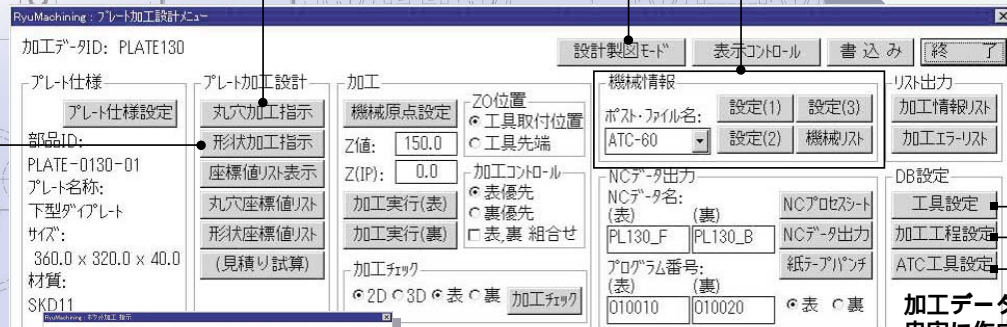 RyuMachining : プレート加工設計メニュー
加工データID: PLATE130
設計製図モード 表示コントロール 書込み 終 了
プレート仕様
プレート仕様設定
部品ID:
PLATE-0130-01
プレート名称:
下型ダイプレート
サイズ:
360.0 x 320.0 x 40.0
材質:
SKD11
プレート加工設計
丸穴加工指示
形状加工指示
座標値リスト表示
丸穴座標値リスト
形状座標値リスト
(見積り試算)
加工
機械原点設定
Z値: 150.0
Z(IP): 0.0
加工実行(表)
加工実行(裏)
ZO位置
工具取付位置
工具先端
加工コントロール
表優先
裏優先
表,裏 組合せ
加工チェック
2D 3D 表 裏 加工チェック
機械情報
ポスト・ファイル名: 設定(1) 設定(3)
ATC-60 設定(2) 機械リスト
NCデータ出力
NCデータ名:
(表) (裏) NCプロセスシート
PL130_F PL130_B NCデータ出力
プログラム番号: 紙テープパンチ
(表) (裏)
010010 010020 表 裏
リスト出力
加工情報リスト
加工エラーリスト
DB設定
工具設定
加工工程設定
ATC工具設定
RyuMachining : ポケット加工 指示
加工データ